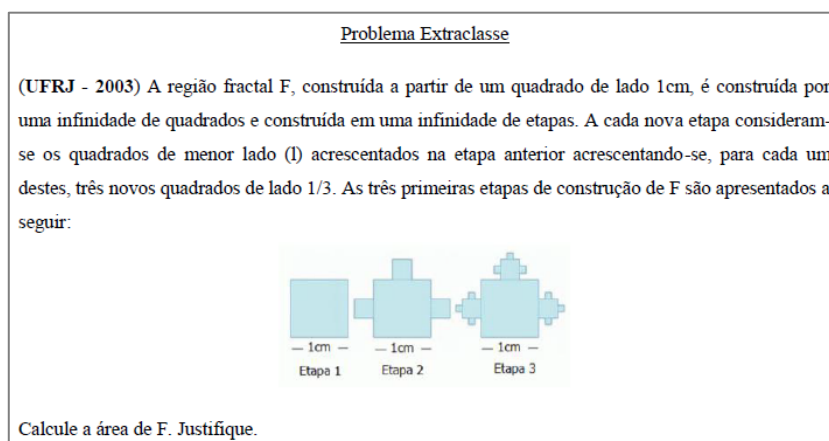 Problema Extraclasse
(UFRJ - 2003) A região fractal F, construída a partir de um quadrado de lado 1cm, é construída por
uma infinidade de quadrados e construída em uma infinidade de etapas. A cada nova etapa consideram-
se os quadrados de menor lado (l) acrescentados na etapa anterior acrescentando-se, para cada um
destes, três novos quadrados de lado 1/3. As três primeiras etapas de construção de F são apresentados a
seguir:
— 1cm — — 1cm — — 1cm —
Etapa 1 Etapa 2 Etapa 3
Calcule a área de F. Justifique.